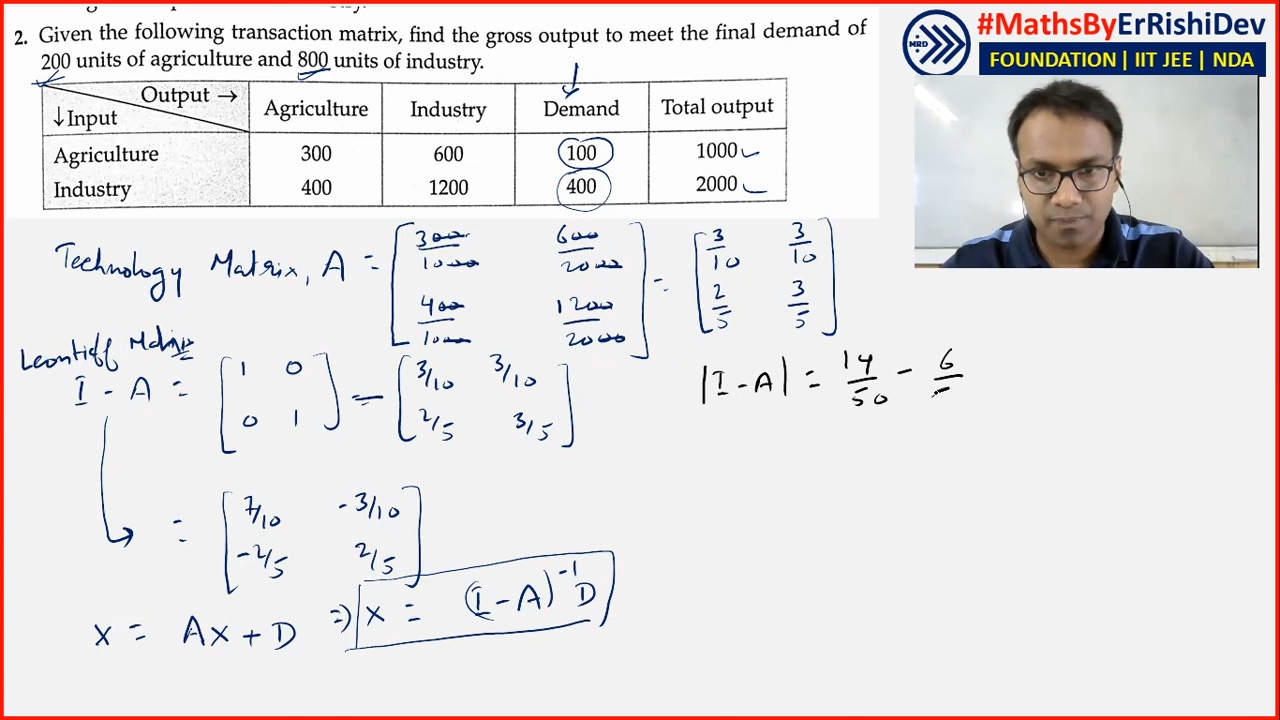 2. Given the following transaction matrix, find the gross output to meet the final demand of
200 units of agriculture and 800 units of industry.
Output → Agriculture Industry Demand Total output
↓Input
Agriculture 300 600 100 1000
Industry 400 1200 400 2000
#MathsByErRishiDev
MRD
FOUNDATION | IIT JEE | NDA
Technology Matrix, A = [300/1000 600/2000 400/1000 1200/2000] = [3/10 3/10 2/5 3/5]
Leontiff Matrix
I - A = [1 0 0 1] - [3/10 3/10 2/5 3/5]
= [7/10 -3/10 -2/5 2/5]
X = AX + D ⇒ X = (I - A)⁻¹ D
|I - A| = 14/50 - 6/5